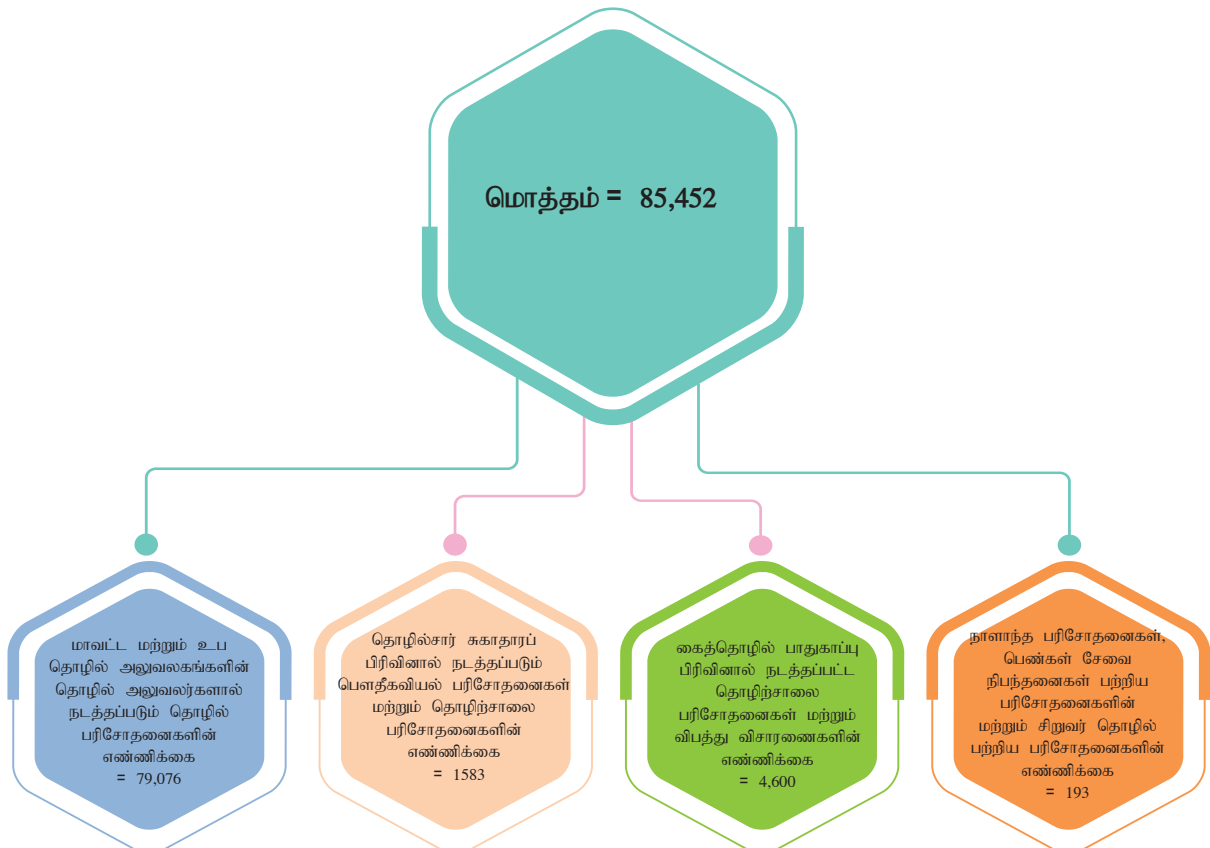 மொத்தம் = 85,452
மாவட்ட மற்றும் உப
தொழில் அலுவலகங்களின்
தொழில் அலுவலர்களால்
நடத்தப்படும் தொழில்
பரிசோதனைகளின்
எண்ணிக்கை
= 79,076
தொழில்சார் சுகாதாரப்
பிரிவினால் நடத்தப்படும்
பௌதீகவியல் பரிசோதனைகள்
மற்றும் தொழிற்சாலை
பரிசோதனைகளின்
எண்ணிக்கை
= 1583
கைத்தொழில் பாதுகாப்பு
பிரிவினால் நடத்தப்பட்ட
தொழிற்சாலை
பரிசோதனைகள் மற்றும்
விபத்து விசாரணைகளின்
எண்ணிக்கை
= 4,600
நாளாந்த பரிசோதனைகள்,
பெண்கள் சேவை
நிபந்தனைகள் பற்றிய
பரிசோதனைகளின்
மற்றும் சிறுவர் தொழில்
பற்றிய பரிசோதனைகளின்
எண்ணிக்கை
= 193